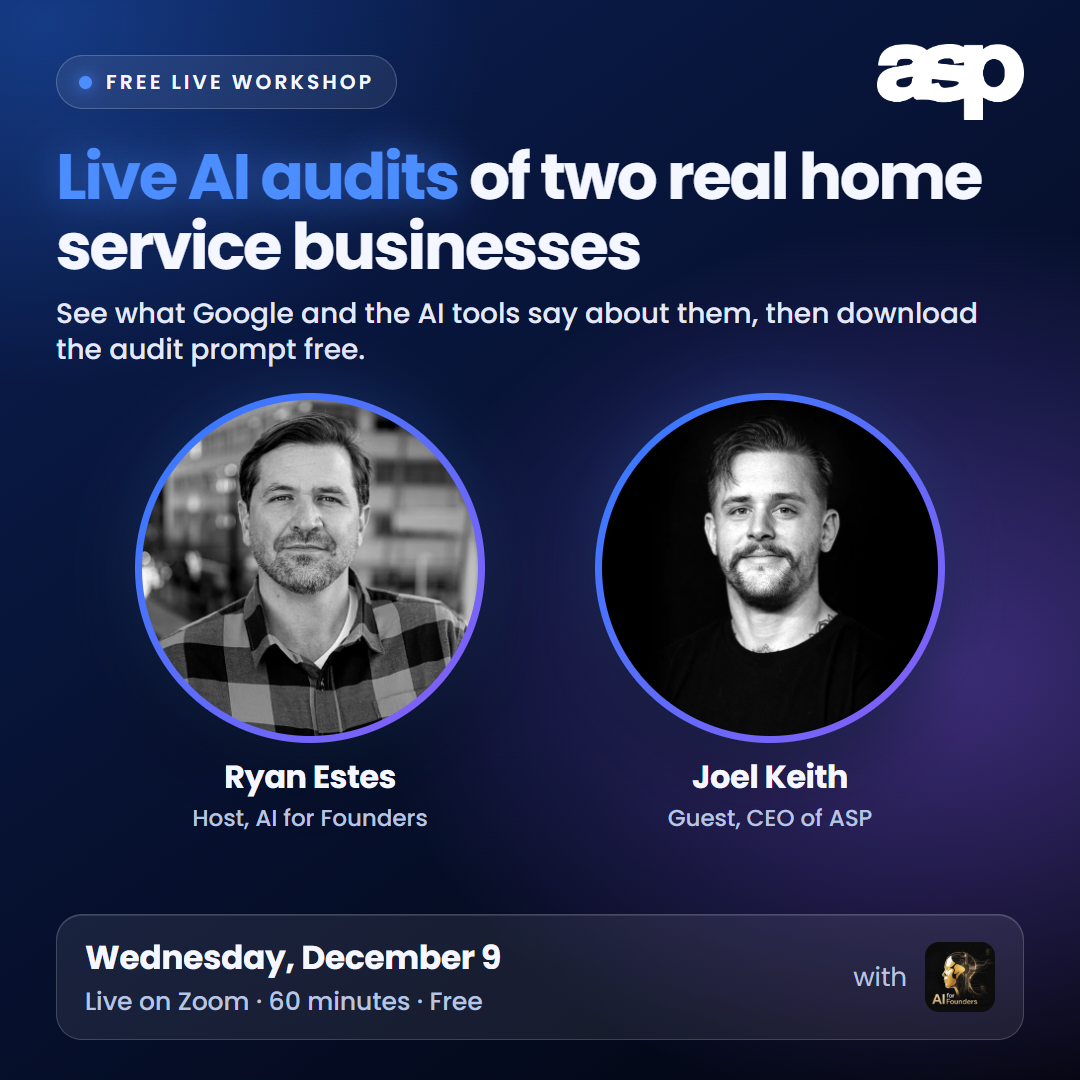 FREE LIVE WORKSHOP
asp
Live AI audits of two real home
service businesses
See what Google and the AI tools say about them, then download
the audit prompt free.
Ryan Estes
Host, AI for Founders
Joel Keith
Guest, CEO of ASP
Wednesday, December 9
Live on Zoom · 60 minutes · Free
with
AI for Founders